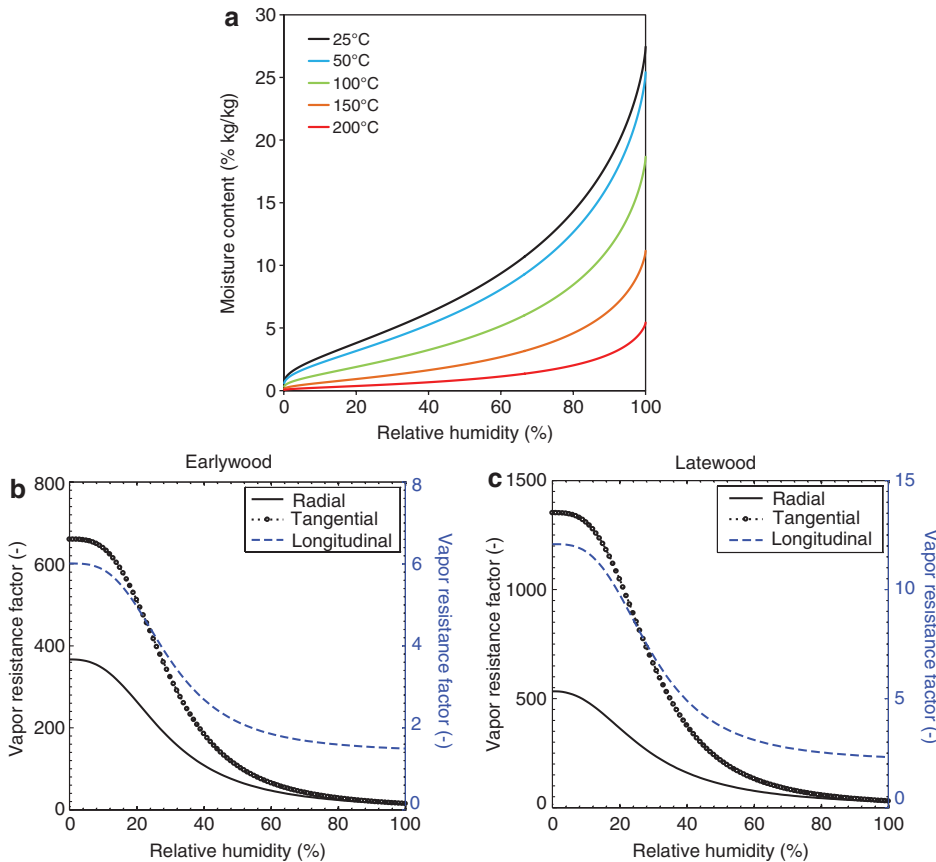 a
30
25
20
15
10
5
0
Moisture content (% kg/kg)
25°C
50°C
100°C
150°C
200°C
0 20 40 60 80 100
Relative humidity (%)
b
Earlywood
800
600
400
200
0
Vapor resistance factor (-)
Radial
Tangential
Longitudinal
8
6
4
2
0
Vapor resistance factor (-)
0 20 40 60 80 100
Relative humidity (%)
c
Latewood
1500
1000
500
0
Vapor resistance factor (-)
Radial
Tangential
Longitudinal
15
10
5
0
Vapor resistance factor (-)
0 20 40 60 80 100
Relative humidity (%)